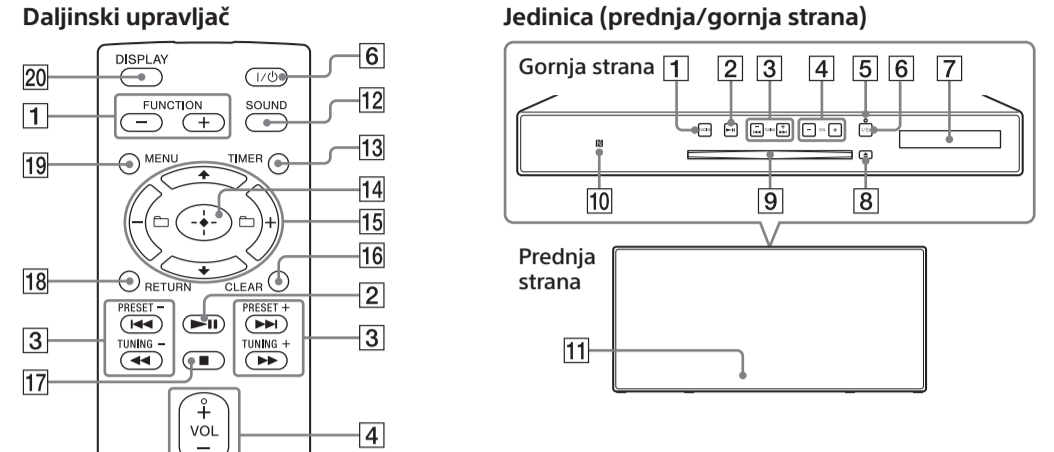 Daljinski upravljač
DISPLAY
I/⏻
6
20
FUNCTION
SOUND
12
1
− +
19
MENU
TIMER
13
14
− +
15
16
18
RETURN
CLEAR
2
PRESET −
PRESET +
3
3
TUNING −
TUNING +
17
+
VOL
−
4
Jedinica (prednja/gornja strana)
Gornja strana
1
2
3
4
5
6
7
− +
− VOL +
I/⏻
10
9
8
Prednja
strana
11